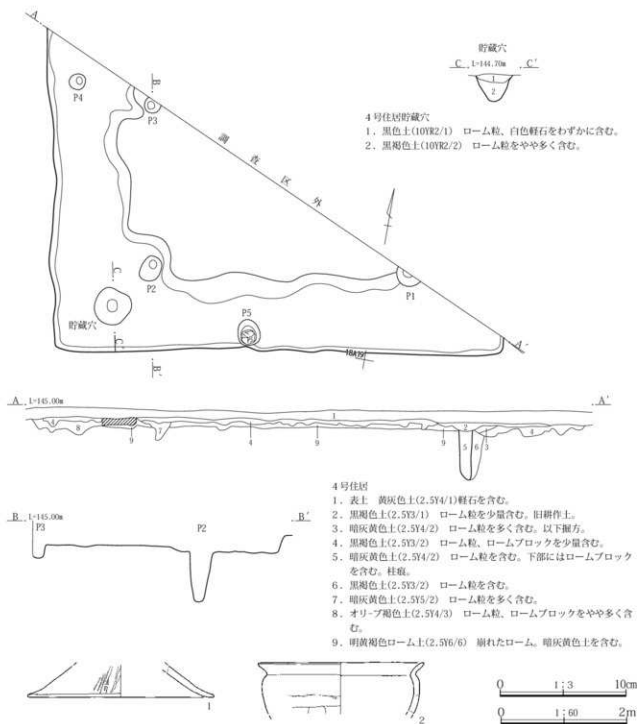 A
B
P4
P3
貯蔵穴
C L=144.70m C'
1
2
4号住居貯蔵穴
1. 黒色土(10YR2/1) ローム粒、白色軽石をわずかに含む。
2. 黒褐色土(10YR2/2) ローム粒をやや多く含む。
調査区外
P2
P1
C
P5
貯蔵穴
C'
B'
A'
A L=145.00m A'
1
4 8 9 7 4 9 9 2 3 4
5 6
B L=145.00m B'
P3 P2
4号住居
1. 表土 黄灰色土(2.5Y4/1)軽石を含む。
2. 黒褐色土(2.5Y3/1) ローム粒を少量含む。旧耕作土。
3. 暗灰黄色土(2.5Y4/2) ローム粒を多く含む。以下掘方。
4. 黒褐色土(2.5Y3/2) ローム粒、ロームブロックを少量含む。
5. 暗灰黄色土(2.5Y4/2) ローム粒を含む。下部にはロームブロック
を含む。柱痕。
6. 黒褐色土(2.5Y3/2) ローム粒を含む。
7. 暗灰黄色土(2.5Y5/2) ローム粒を多く含む。
8. オリーブ褐色土(2.5Y4/3) ローム粒、ロームブロックをやや多く含
む。
9. 明黄褐色ローム土(2.5Y6/6) 崩れたローム。暗灰黄色土を含む。
1
2
0 1:3 10cm
0 1:60 2m